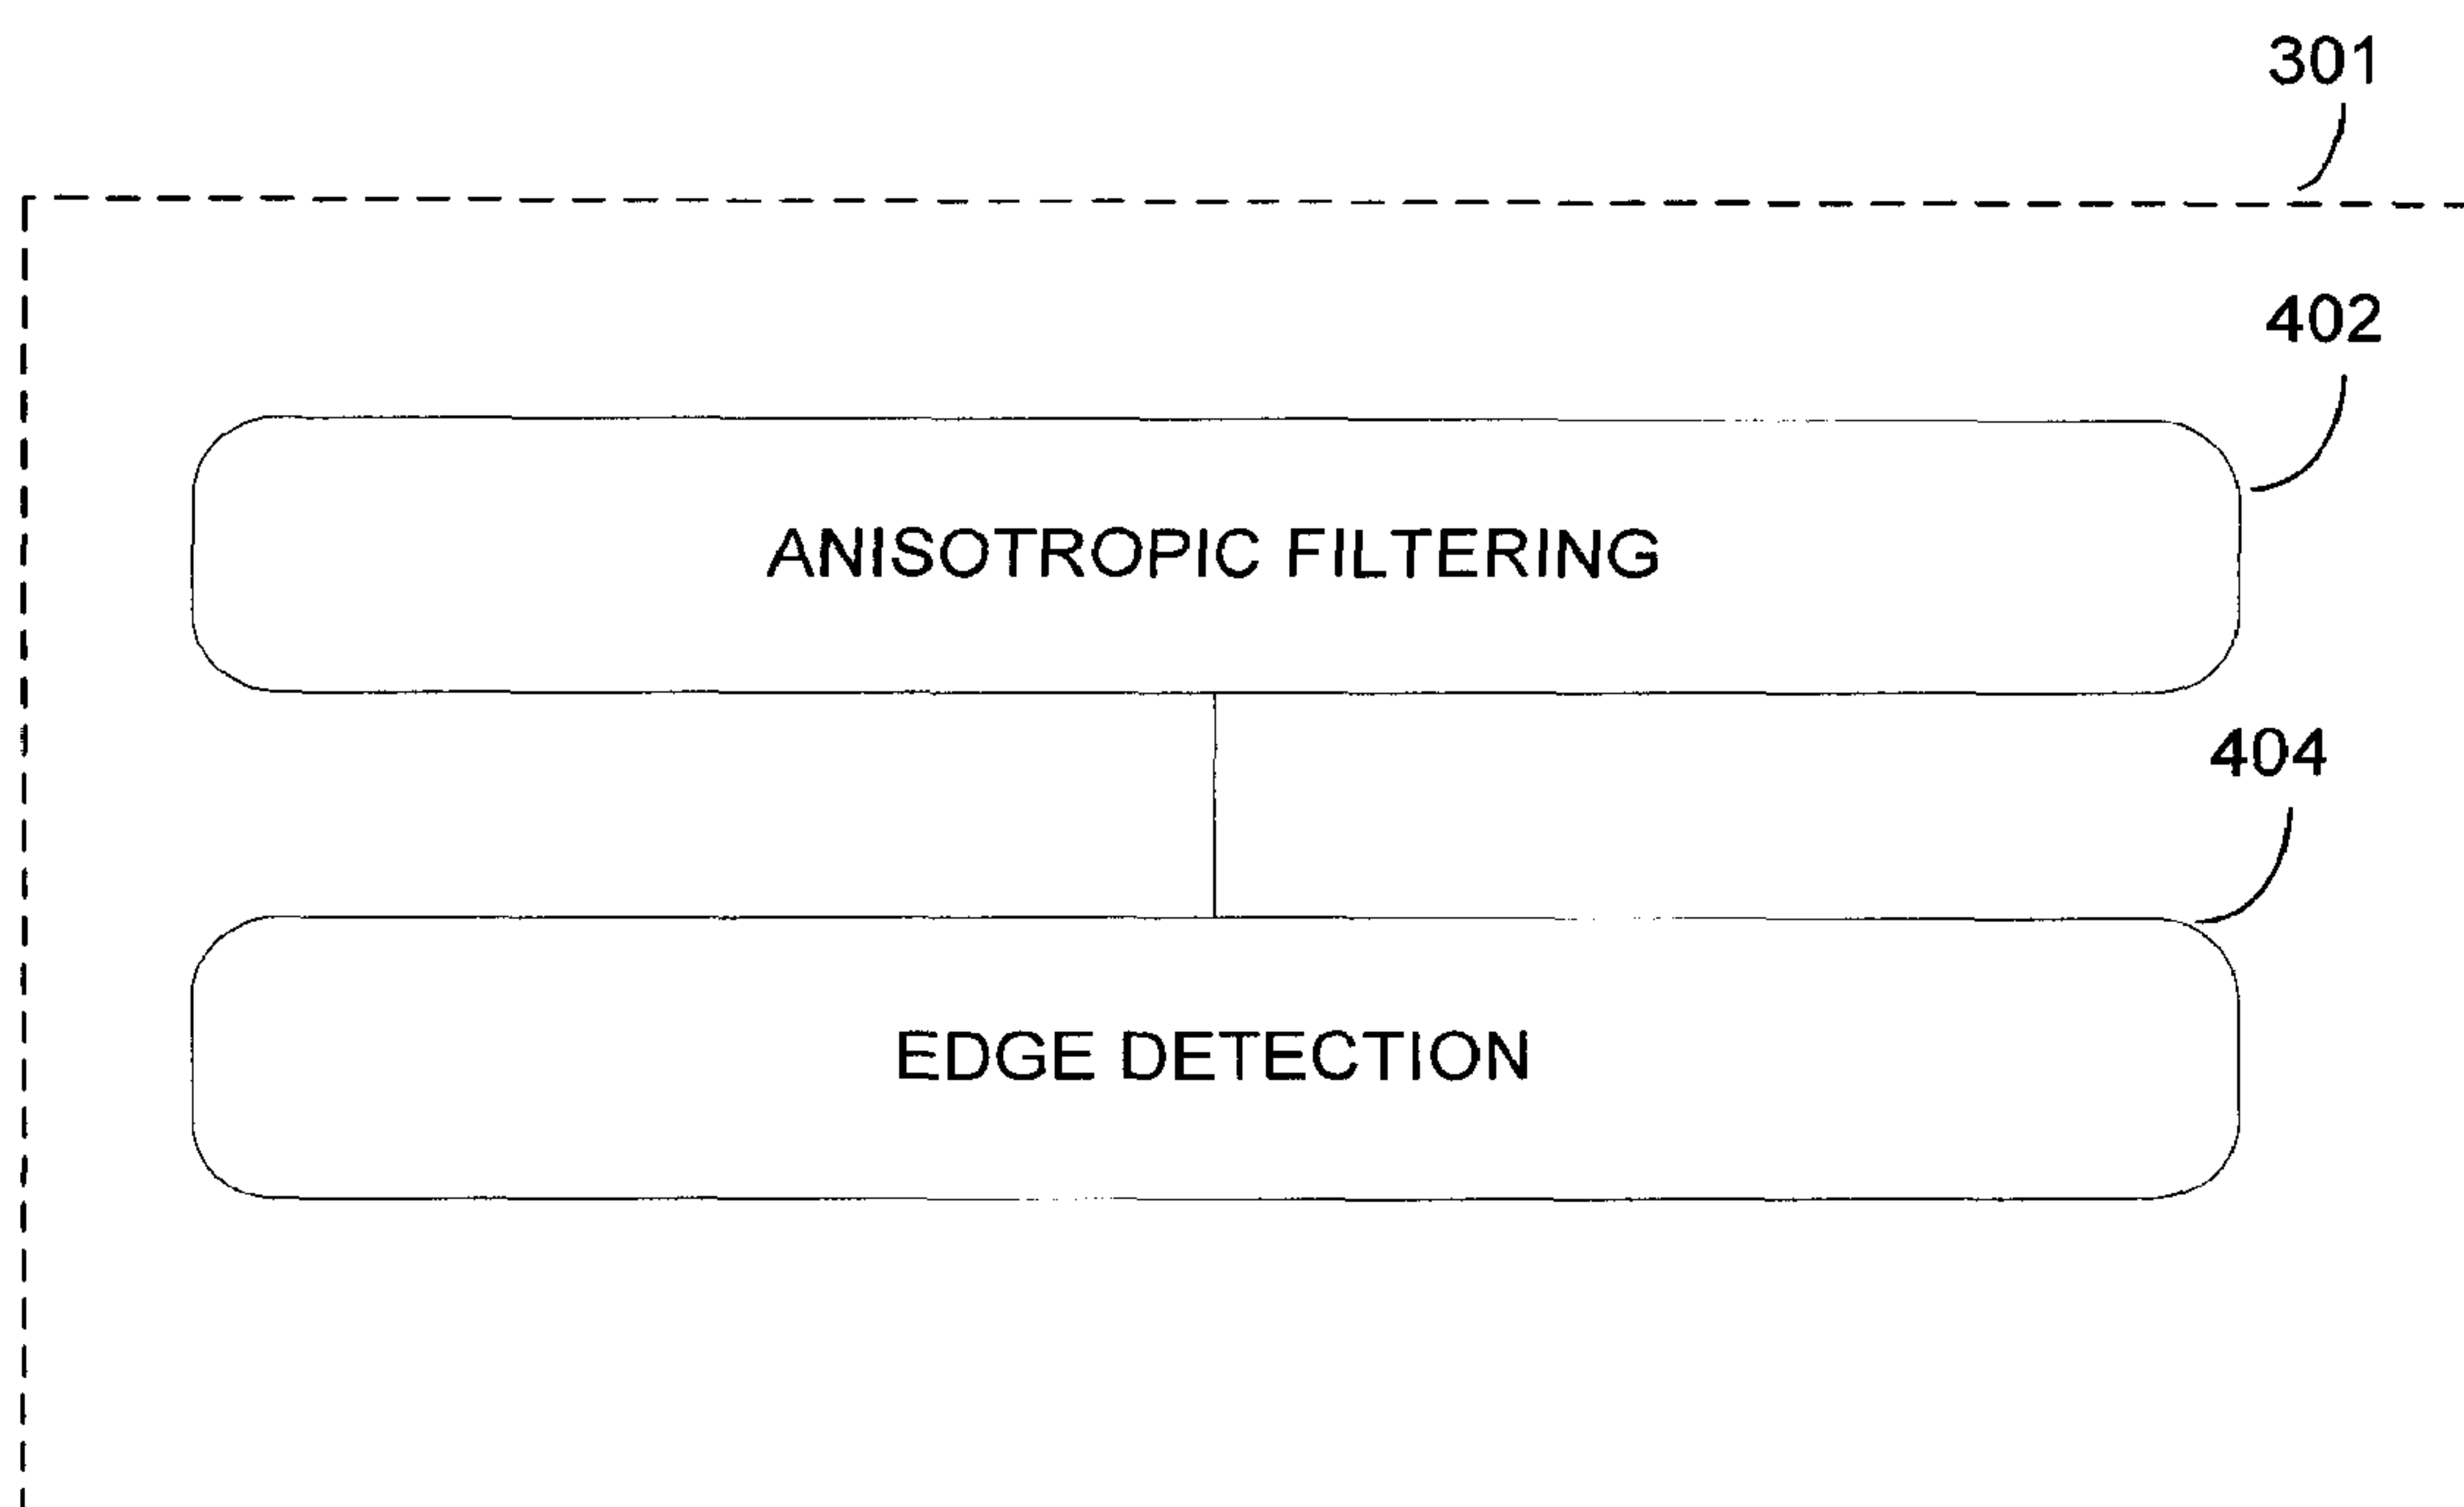 301
402
ANISOTROPIC FILTERING
404
EDGE DETECTION